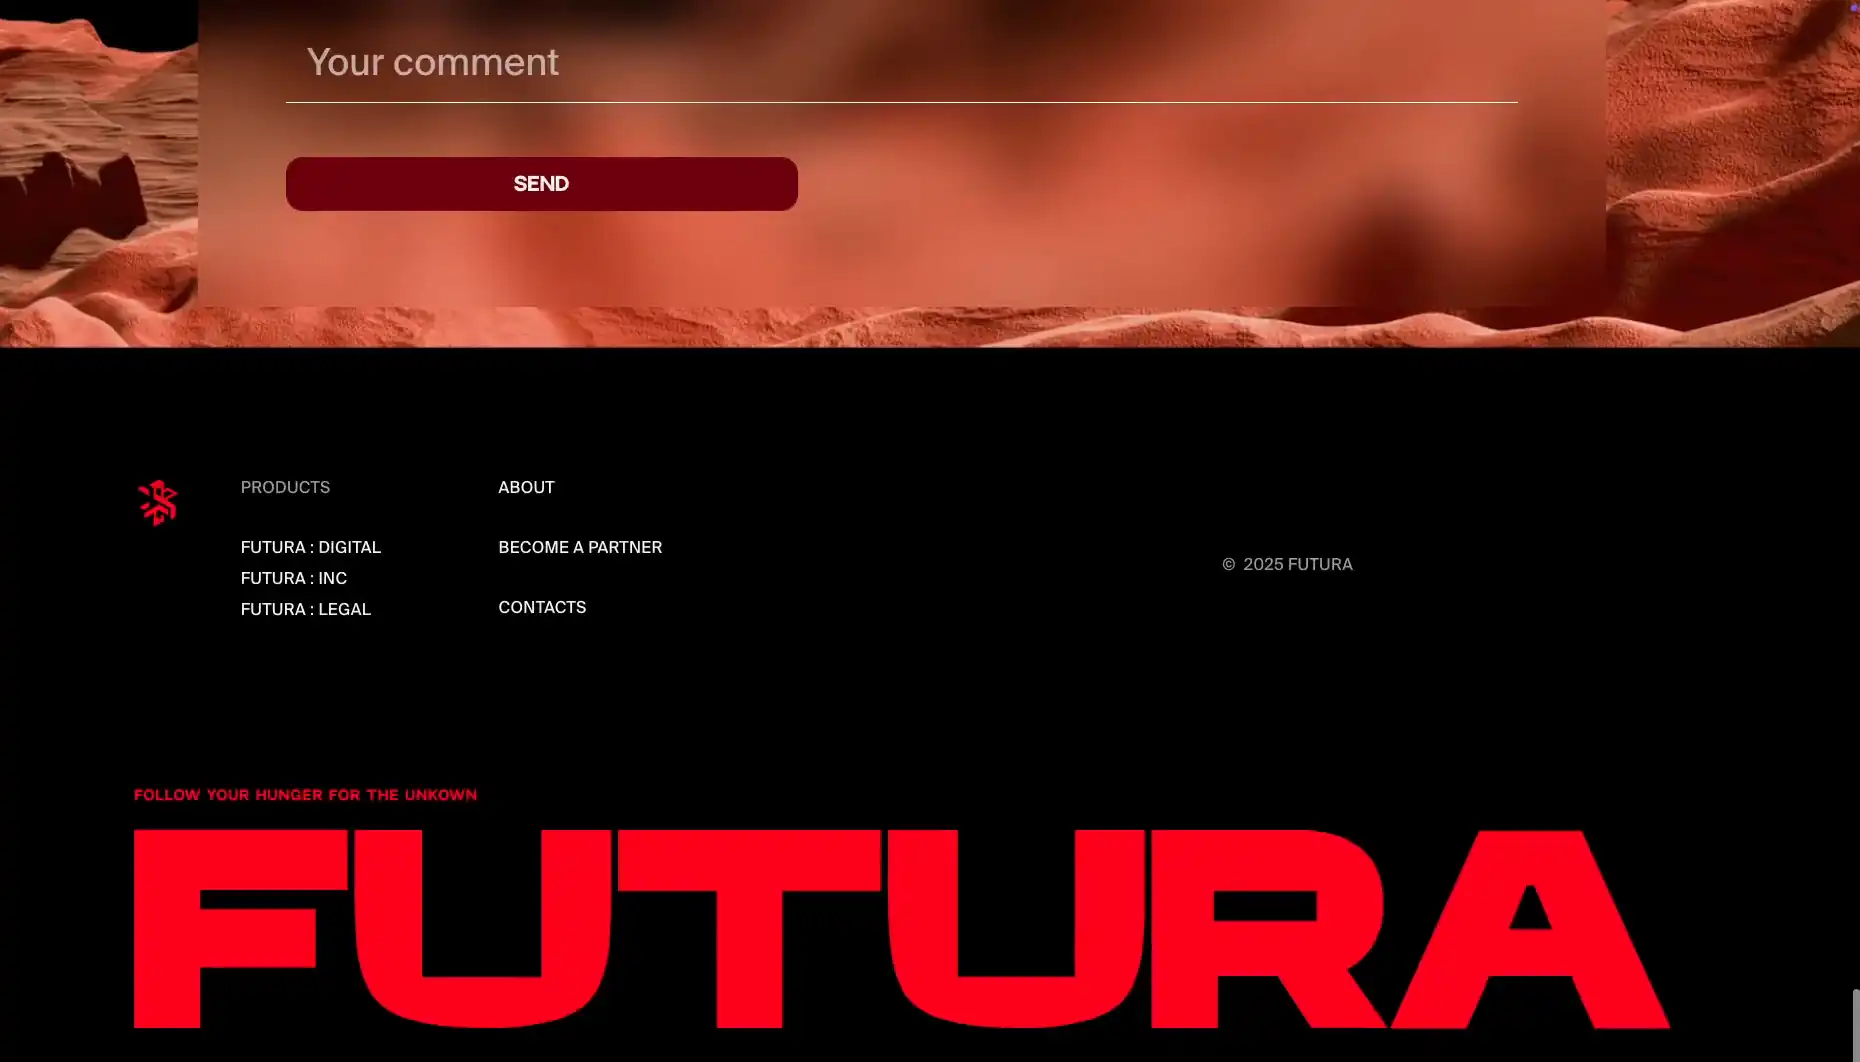 Your comment
SEND
PRODUCTS
FUTURA : DIGITAL
FUTURA : INC
FUTURA : LEGAL
ABOUT
BECOME A PARTNER
CONTACTS
© 2025 FUTURA
FOLLOW YOUR HUNGER FOR THE UNKOWN
FUTURA